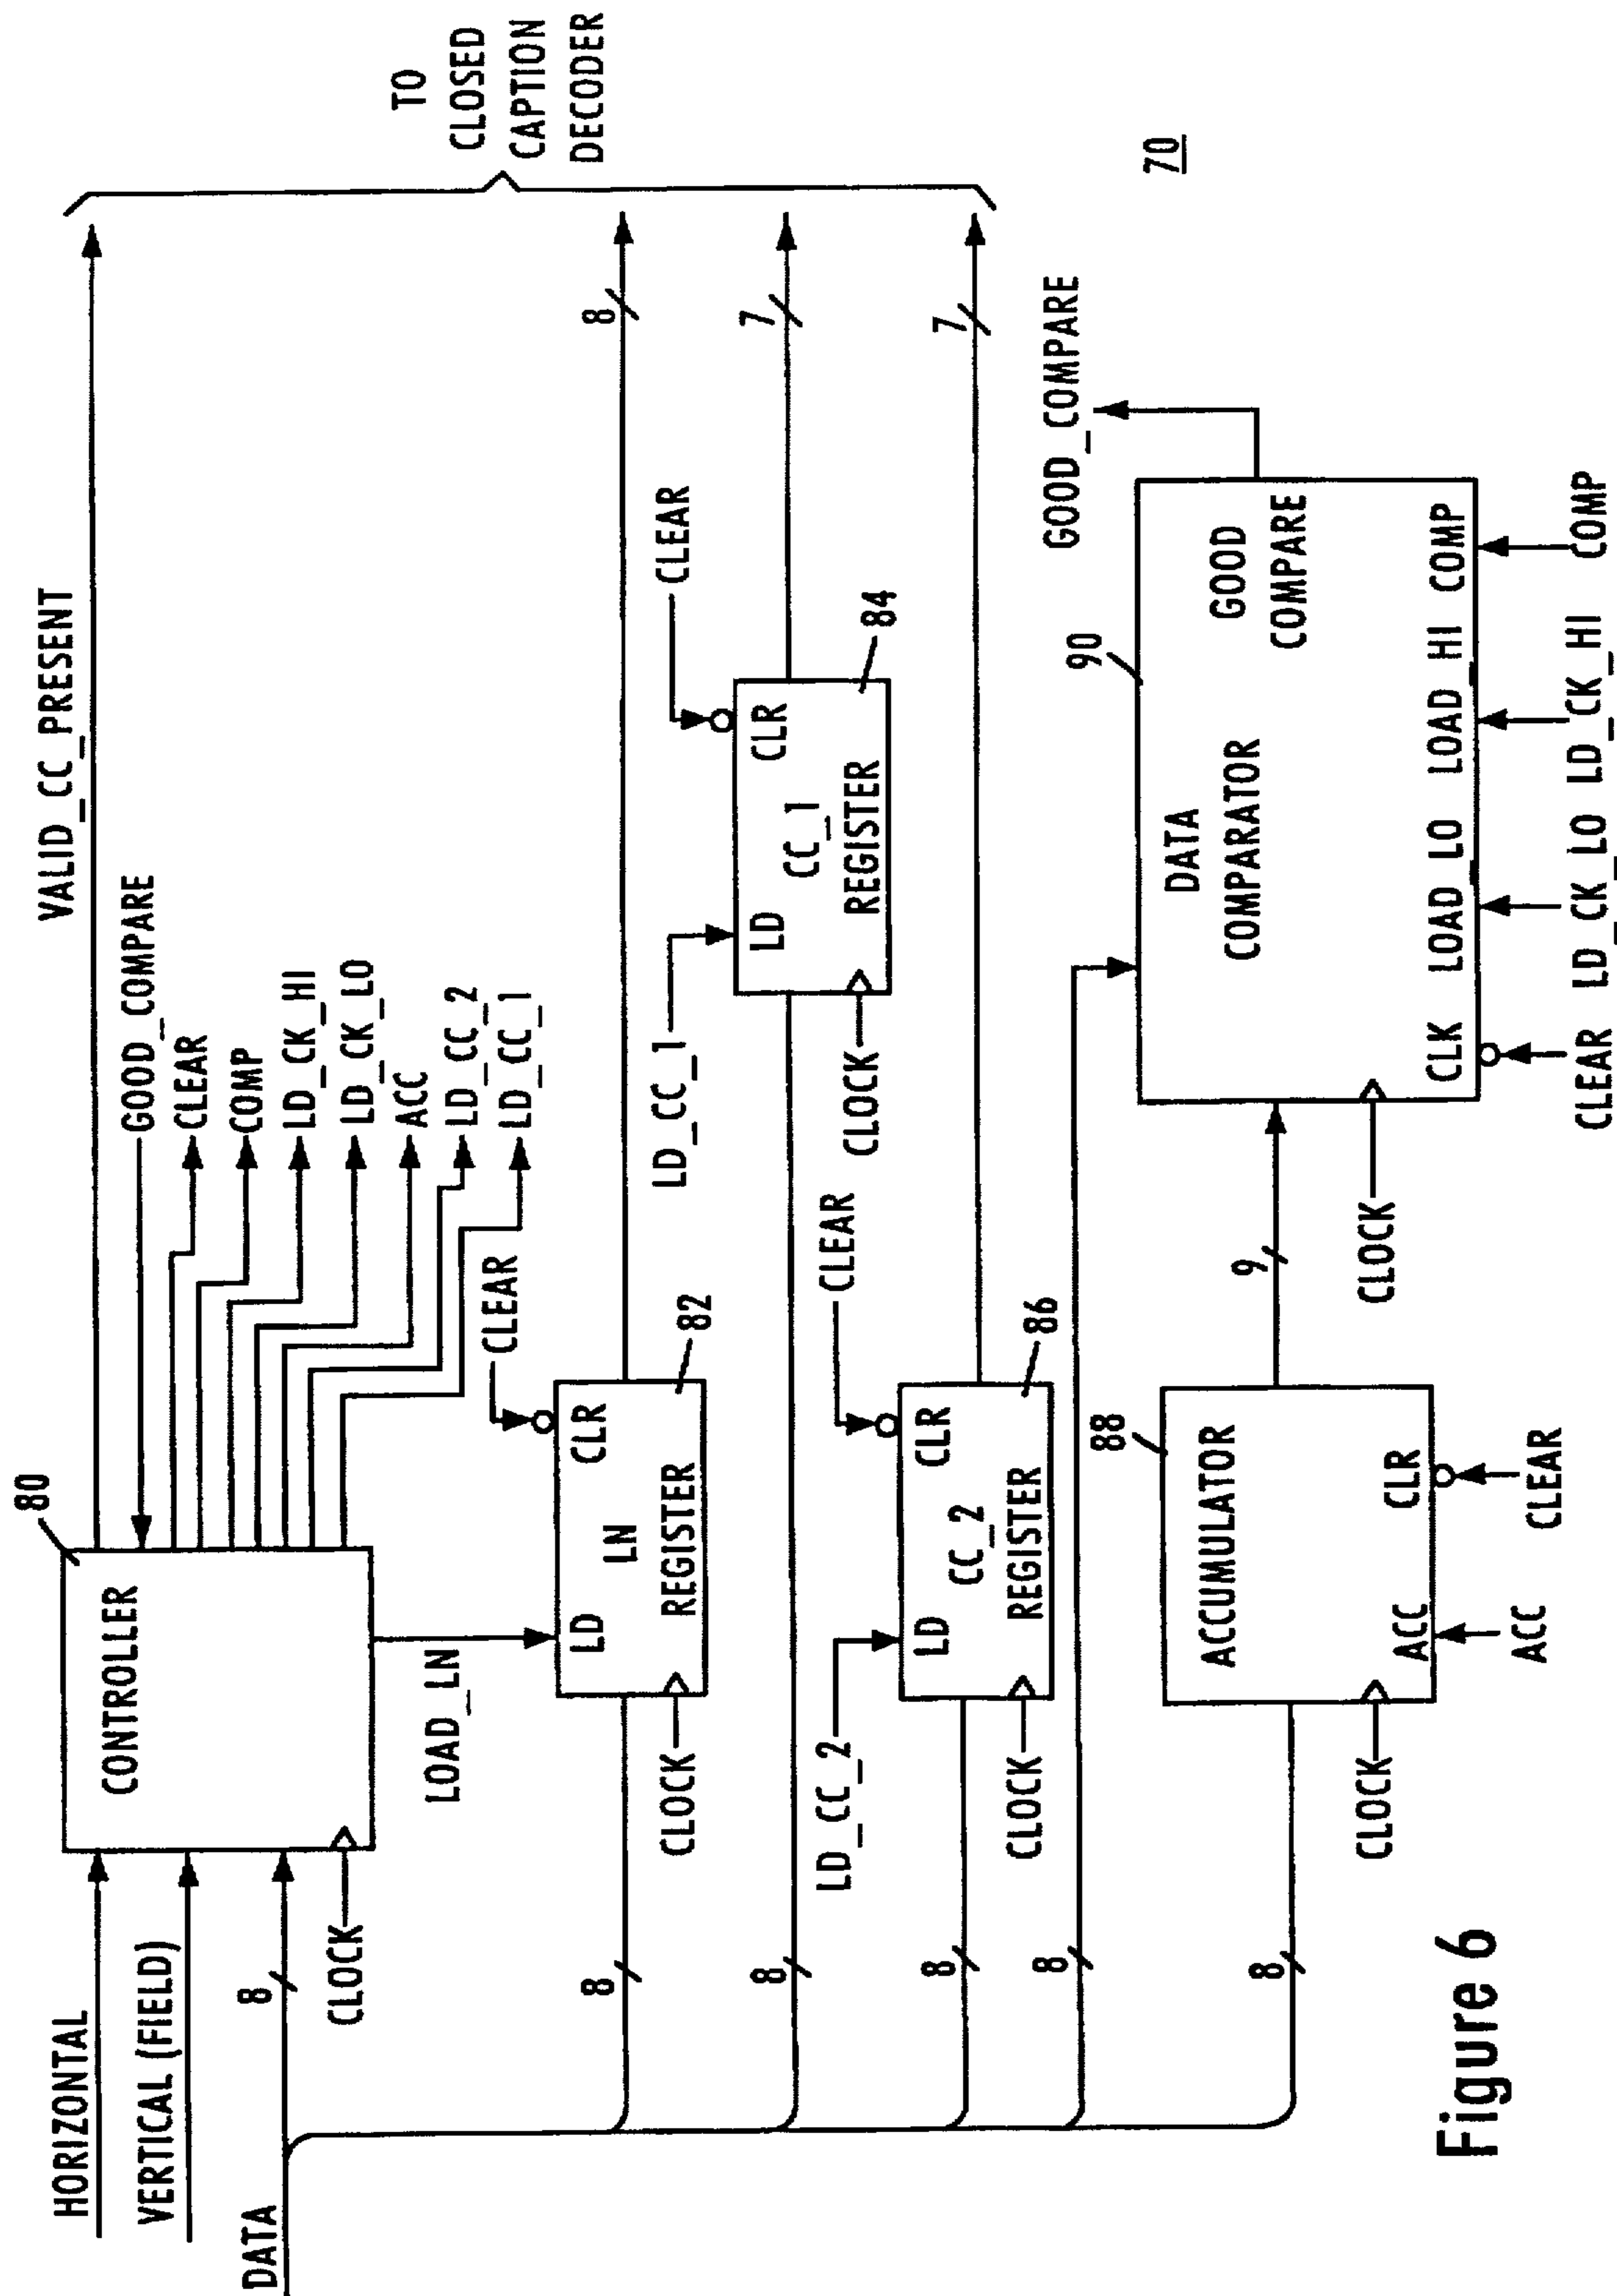 HORIZONTAL
VERTICAL (FIELD)
DATA
8
CLOCK
80
CONTROLLER
LOAD_LN
VALID_CC_PRESENT
GOOD_COMPARE
CLEAR
COMP
LD_CK_HI
LD_CK_LO
ACC
LD_CC_2
LD_CC_1
TO
CLOSED
CAPTION
DECODER
8
CLOCK
LD
CLR
LN
REGISTER
82
CLEAR
8
8
LD_CC_1
CLOCK
LD
CLR
CC_1
REGISTER
84
CLEAR
7
8
LD_CC_2
CLOCK
LD
CLR
CC_2
REGISTER
86
CLEAR
7
8
8
CLOCK
88
ACCUMULATOR
ACC
CLR
ACC
CLEAR
9
CLOCK
90
DATA
COMPARATOR
GOOD
COMPARE
CLK
LOAD_LO
LOAD_HI
COMP
CLEAR
LD_CK_LO
LD_CK_HI
COMP
GOOD_COMPARE
70
Figure 6